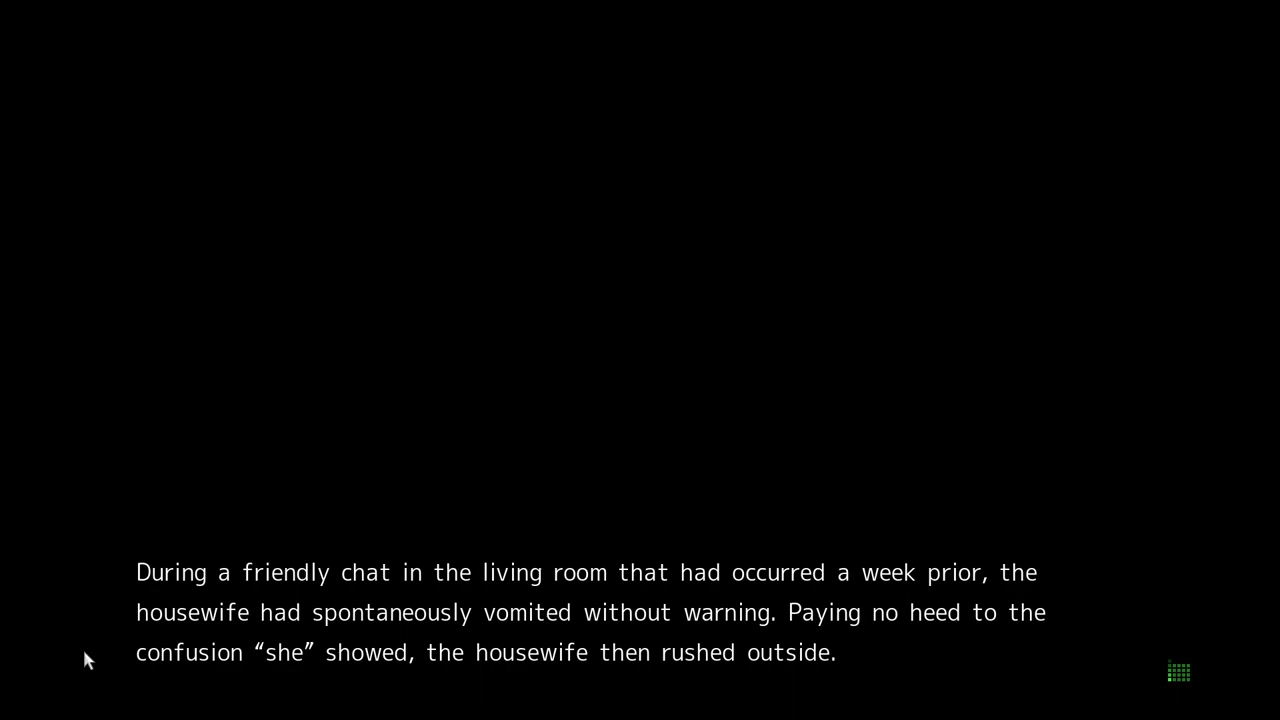 During a friendly chat in the living room that had occurred a week prior, the
housewife had spontaneously vomited without warning. Paying no heed to the
confusion “she” showed, the housewife then rushed outside.